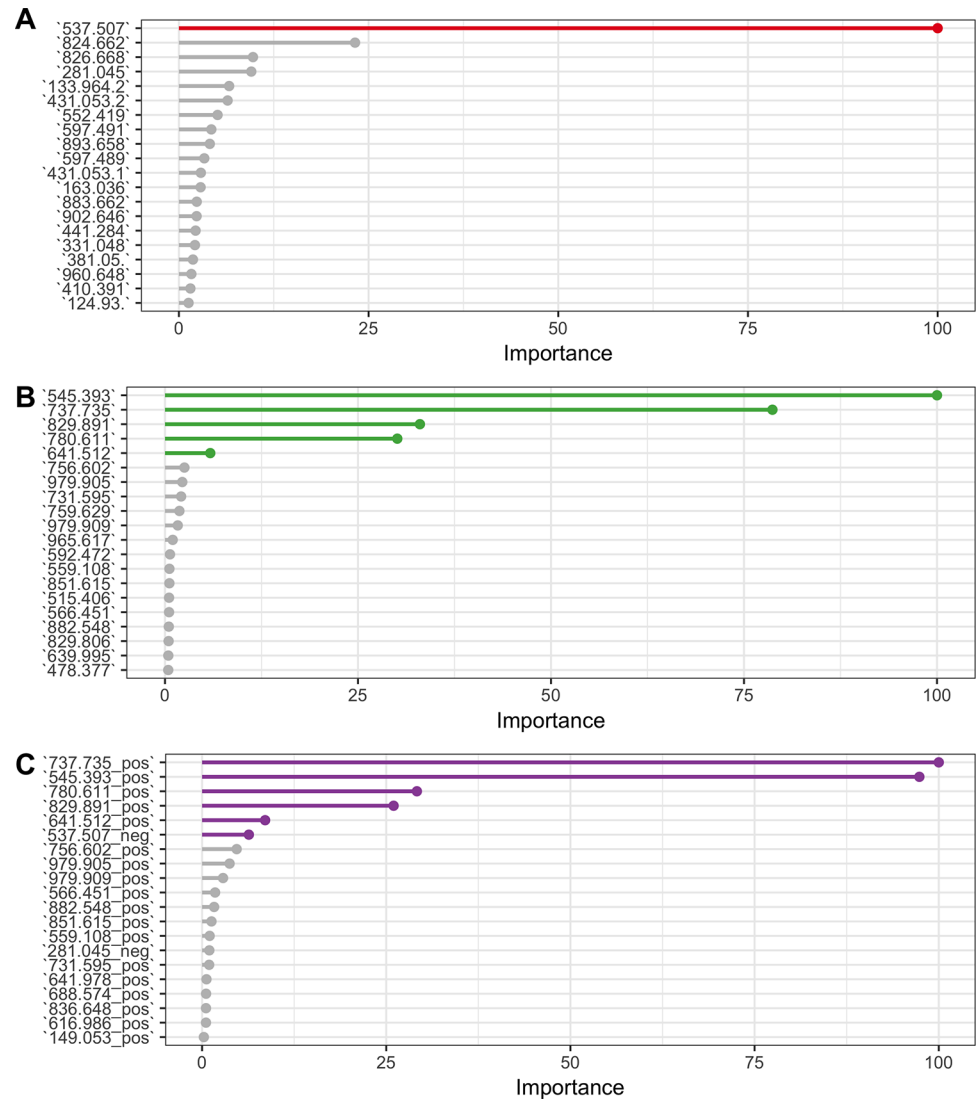 A
`537.507`
`824.662`
`826.668`
`281.045`
`133.964.2`
`431.053.2`
`552.419`
`597.491`
`893.658`
`597.489`
`431.053.1`
`163.036`
`883.662`
`902.646`
`441.284`
`331.048`
`381.05.`
`960.648`
`410.391`
`124.93.`
0 25 50 75 100
Importance
B
`545.393`
`737.735`
`829.891`
`780.611`
`641.512`
`756.602`
`979.905`
`731.595`
`759.629`
`979.909`
`965.617`
`592.472`
`559.108`
`851.615`
`515.406`
`566.451`
`882.548`
`829.806`
`639.995`
`478.377`
0 25 50 75 100
Importance
C
`737.735_pos`
`545.393_pos`
`780.611_pos`
`829.891_pos`
`641.512_pos`
`537.507_neg`
`756.602_pos`
`979.905_pos`
`979.909_pos`
`566.451_pos`
`882.548_pos`
`851.615_pos`
`559.108_pos`
`281.045_neg`
`731.595_pos`
`641.978_pos`
`688.574_pos`
`836.648_pos`
`616.986_pos`
`149.053_pos`
0 25 50 75 100
Importance